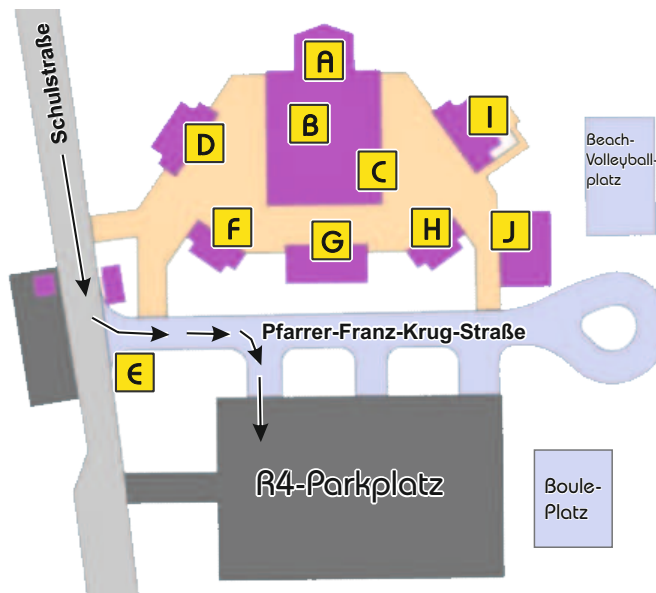 Schulstraße
A
B
C
D
I
Beach-
Volleyball-
platz
F
G
H
J
Pfarrer-Franz-Krug-Straße
E
R4-Parkplatz
Boule-
Platz